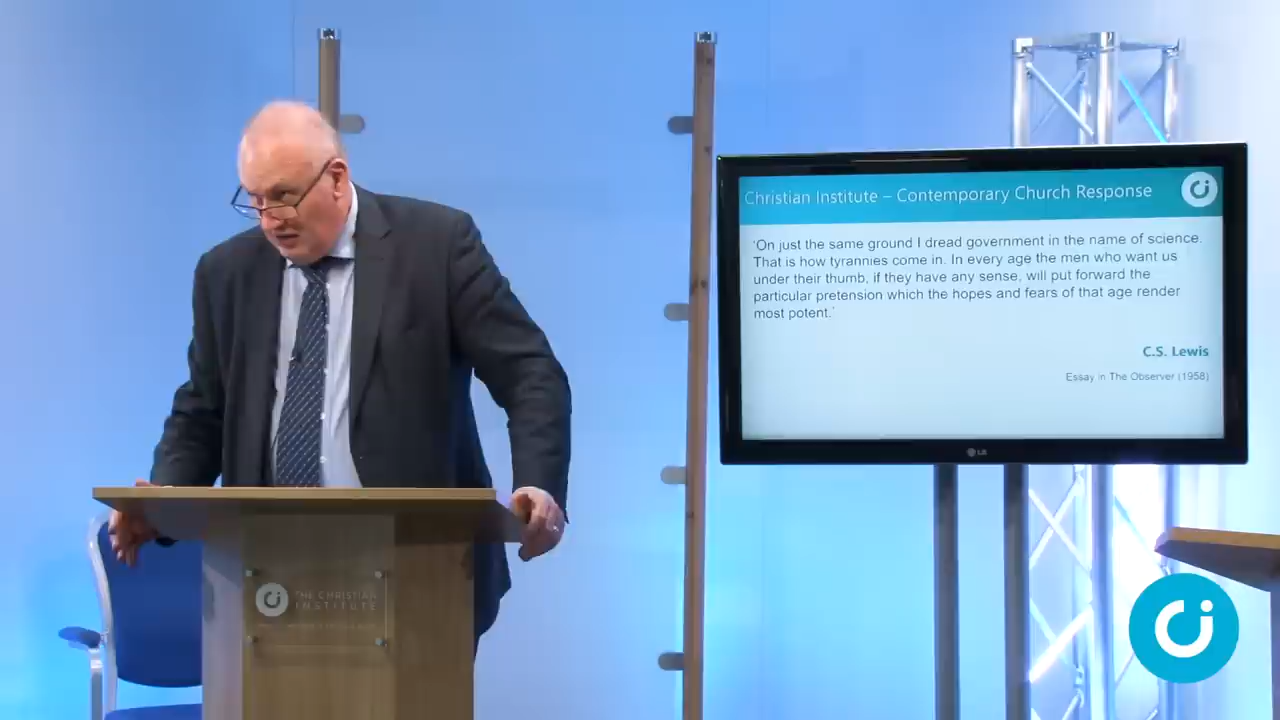 Christian Institute – Contemporary Church Response
'On just the same ground I dread government in the name of science.
That is how tyrannies come in. In every age the men who want us
under their thumb, if they have any sense, will put forward the
particular pretension which the hopes and fears of that age render
most potent.'
C.S. Lewis
Essay in The Observer (1958)
LG
THE CHRISTIAN
INSTITUTE